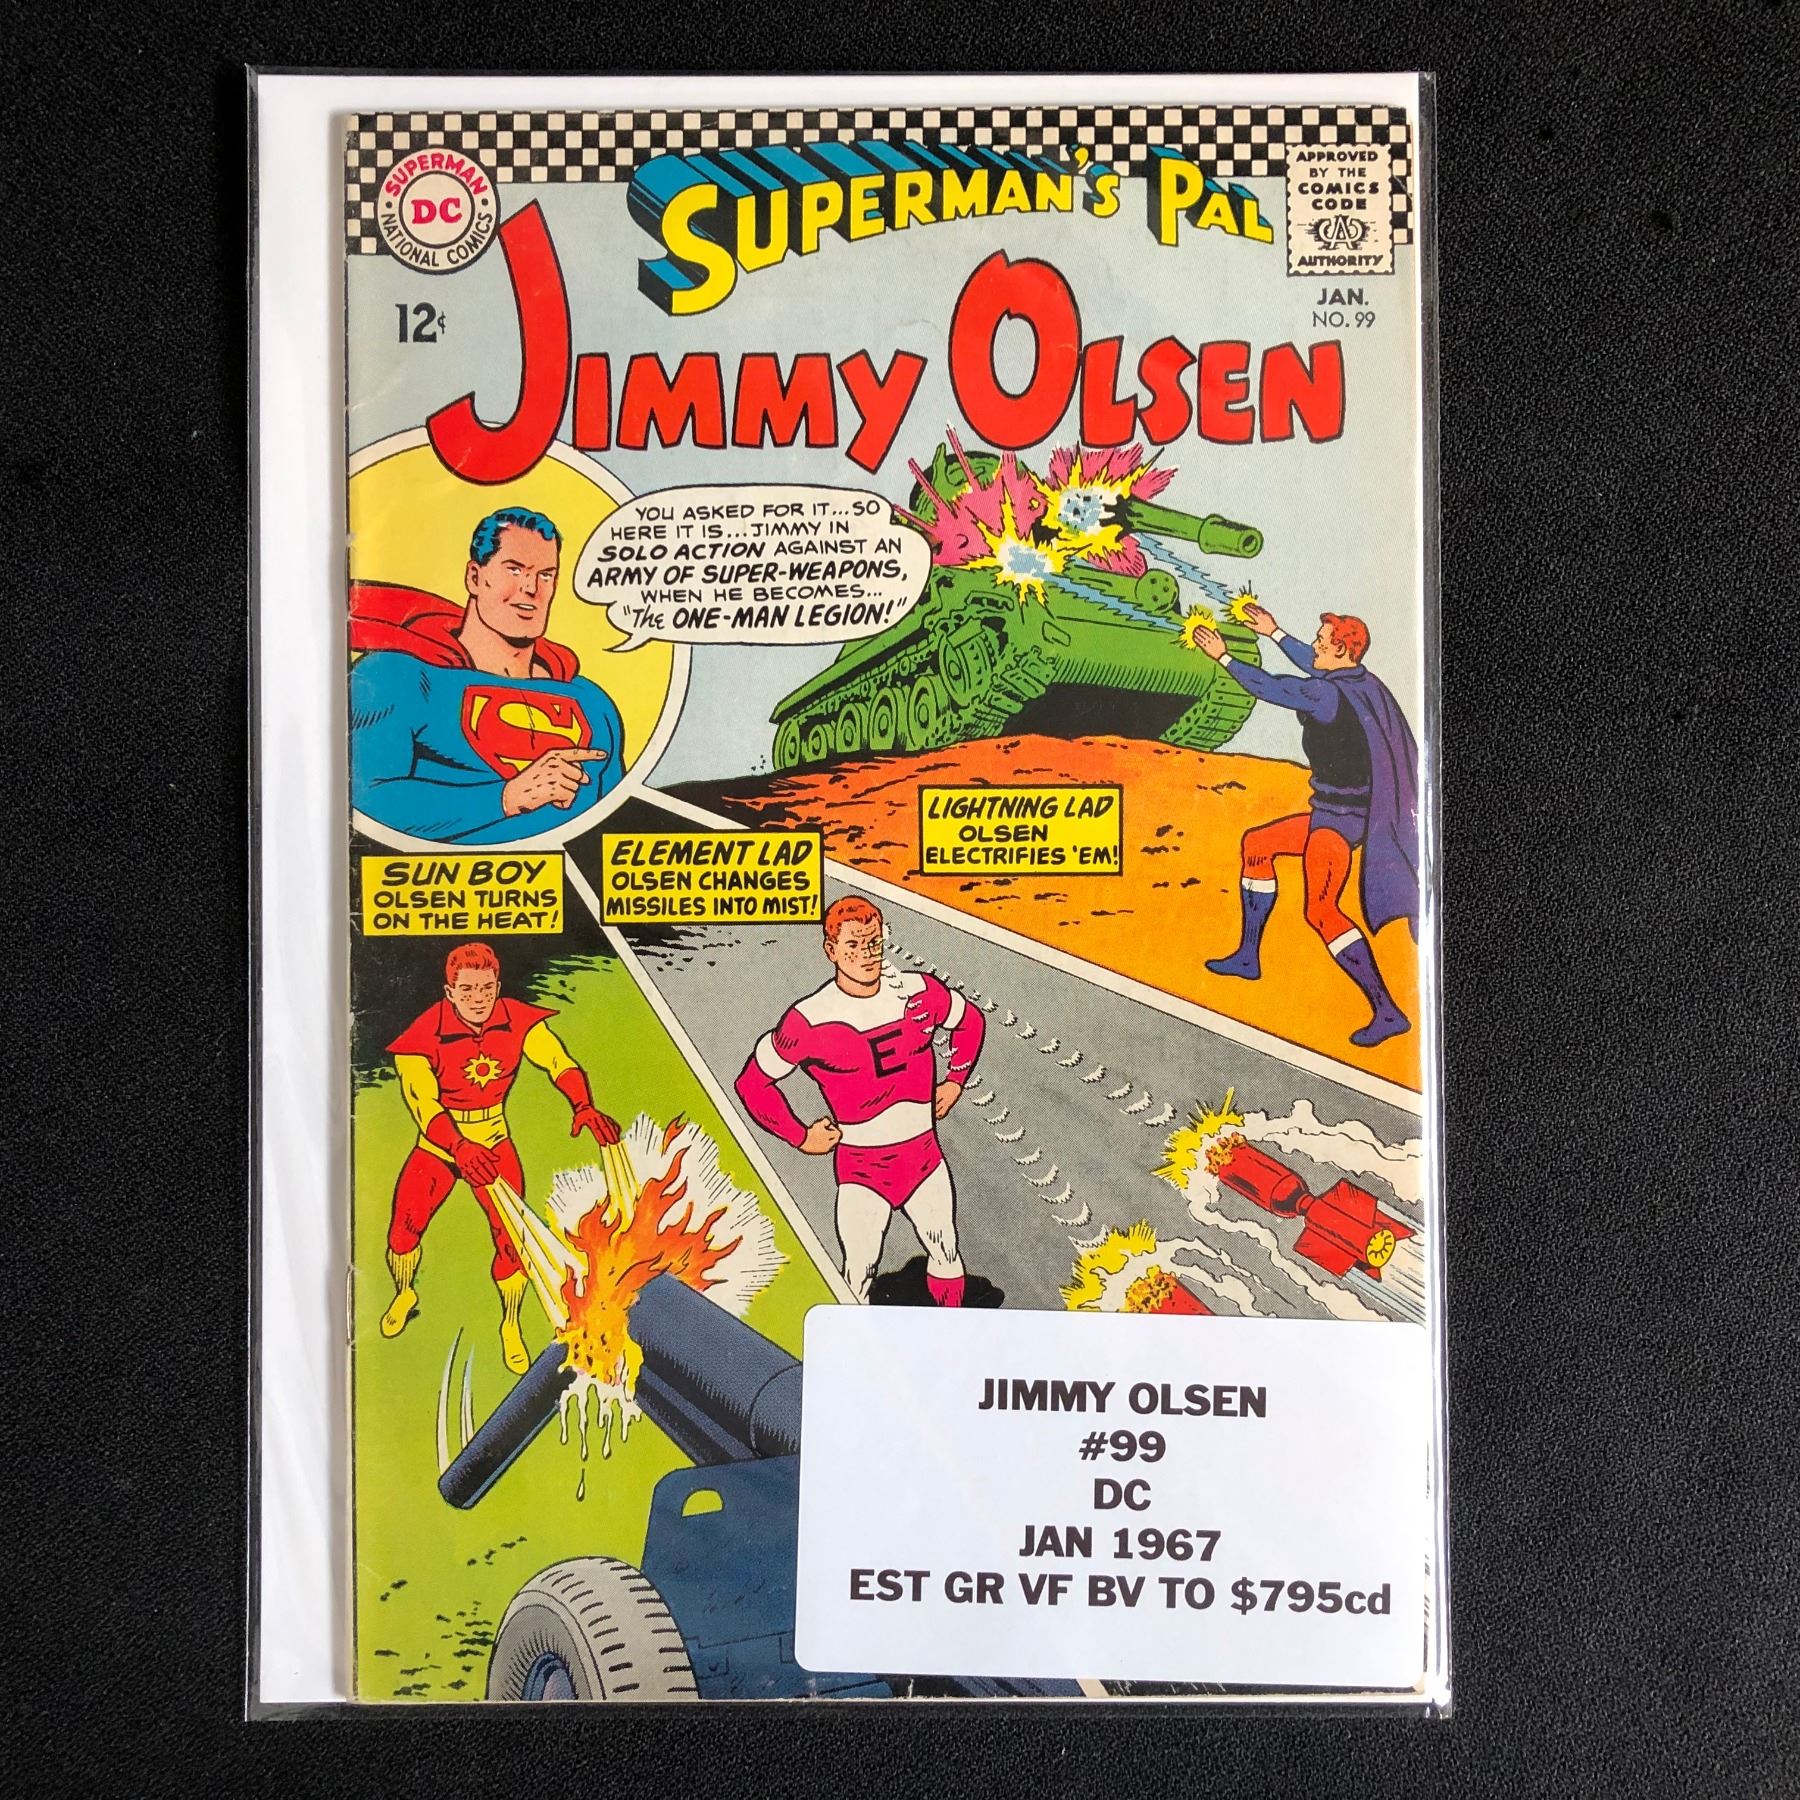 SUPERMAN
DC
NATIONAL COMICS
SUPERMAN'S PAL
JIMMY OLSEN
APPROVED
BY THE
COMICS
CODE
CA
AUTHORITY
12¢
JAN.
NO. 99
YOU ASKED FOR IT...SO
HERE IT IS...JIMMY IN
SOLO ACTION AGAINST AN
ARMY OF SUPER-WEAPONS,
WHEN HE BECOMES...
"The ONE-MAN LEGION!"
S
LIGHTNING LAD
OLSEN
ELECTRIFIES 'EM!
ELEMENT LAD
OLSEN CHANGES
MISSILES INTO MIST!
SUN BOY
OLSEN TURNS
ON THE HEAT!
E
JIMMY OLSEN
#99
DC
JAN 1967
EST GR VF BV TO $795cd